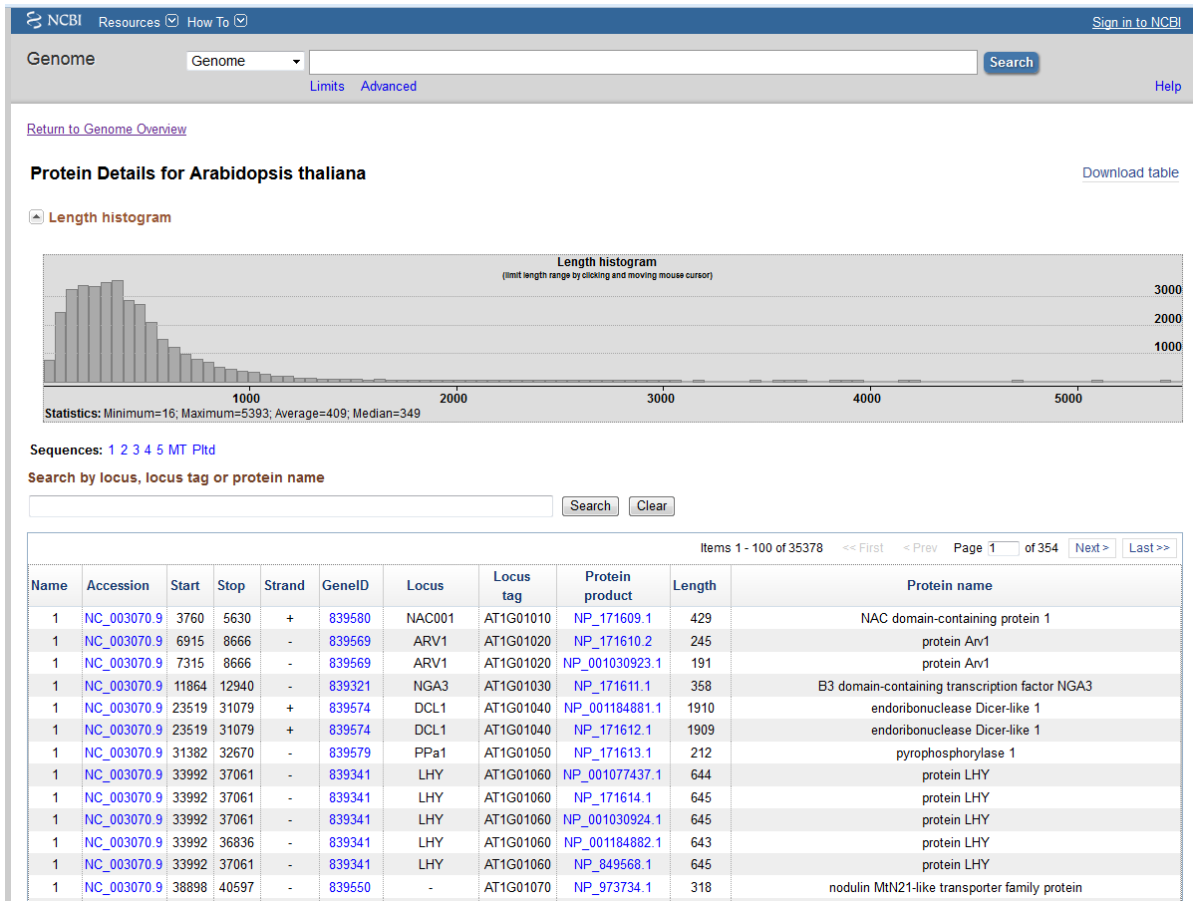 NCBI Resources How To Sign in to NCBI
Genome Genome Search
Limits Advanced Help
Return to Genome Overview
Protein Details for Arabidopsis thaliana Download table
Length histogram
Length histogram
(limit length range by clicking and moving mouse cursor)
3000
2000
1000
1000 2000 3000 4000 5000
Statistics: Minimum=16; Maximum=5393; Average=409; Median=349
Sequences: 1 2 3 4 5 MT Pltd
Search by locus, locus tag or protein name
Search Clear
Items 1 - 100 of 35378 << First < Prev Page 1 of 354 Next > Last >>
Name Accession Start Stop Strand GeneID Locus Locus tag Protein product Length Protein name
1 NC_003070.9 3760 5630 + 839580 NAC001 AT1G01010 NP_171609.1 429 NAC domain-containing protein 1
1 NC_003070.9 6915 8666 - 839569 ARV1 AT1G01020 NP_171610.2 245 protein Arv1
1 NC_003070.9 7315 8666 - 839569 ARV1 AT1G01020 NP_001030923.1 191 protein Arv1
1 NC_003070.9 11864 12940 - 839321 NGA3 AT1G01030 NP_171611.1 358 B3 domain-containing transcription factor NGA3
1 NC_003070.9 23519 31079 + 839574 DCL1 AT1G01040 NP_001184881.1 1910 endoribonuclease Dicer-like 1
1 NC_003070.9 23519 31079 + 839574 DCL1 AT1G01040 NP_171612.1 1909 endoribonuclease Dicer-like 1
1 NC_003070.9 31382 32670 - 839579 PPa1 AT1G01050 NP_171613.1 212 pyrophosphorylase 1
1 NC_003070.9 33992 37061 - 839341 LHY AT1G01060 NP_001077437.1 644 protein LHY
1 NC_003070.9 33992 37061 - 839341 LHY AT1G01060 NP_171614.1 645 protein LHY
1 NC_003070.9 33992 37061 - 839341 LHY AT1G01060 NP_001030924.1 645 protein LHY
1 NC_003070.9 33992 36836 - 839341 LHY AT1G01060 NP_001184882.1 643 protein LHY
1 NC_003070.9 33992 37061 - 839341 LHY AT1G01060 NP_849568.1 645 protein LHY
1 NC_003070.9 38898 40597 - 839550 - AT1G01070 NP_973734.1 318 nodulin MtN21-like transporter family protein